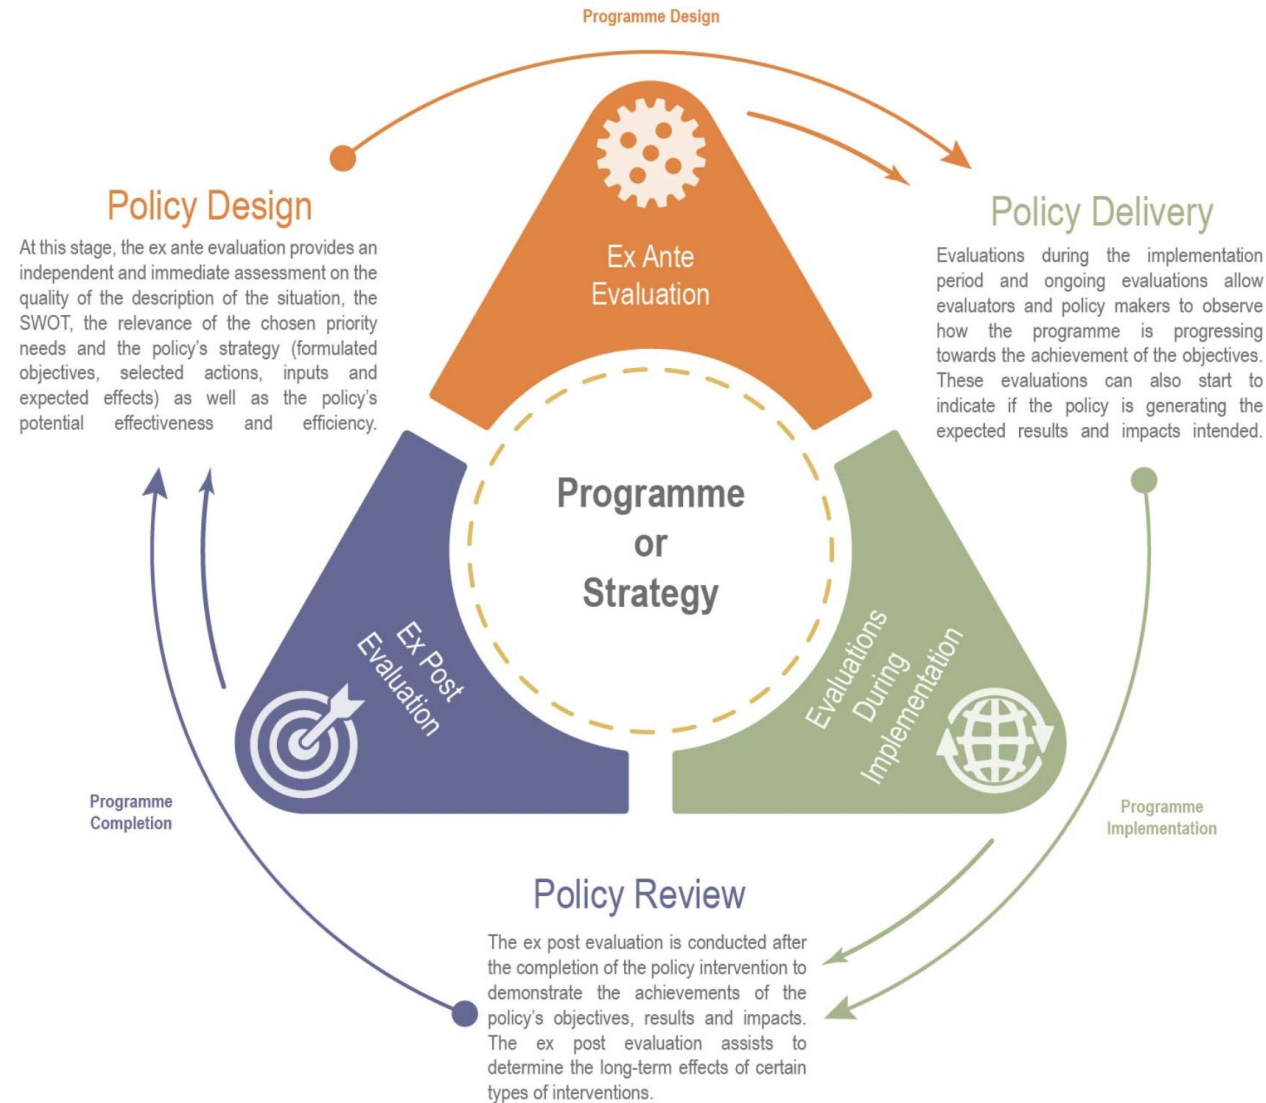 Programme Design
Policy Design
At this stage, the ex ante evaluation provides an
independent and immediate assessment on the
quality of the description of the situation, the
SWOT, the relevance of the chosen priority
needs and the policy's strategy (formulated
objectives, selected actions, inputs and
expected effects) as well as the policy's
potential effectiveness and efficiency.
Ex Ante
Evaluation
Policy Delivery
Evaluations during the implementation
period and ongoing evaluations allow
evaluators and policy makers to observe
how the programme is progressing
towards the achievement of the objectives.
These evaluations can also start to
indicate if the policy is generating the
expected results and impacts intended.
Programme
or
Strategy
Ex Post
Evaluation
Evaluations
During
Implementation
Programme
Completion
Programme
Implementation
Policy Review
The ex post evaluation is conducted after
the completion of the policy intervention to
demonstrate the achievements of the
policy's objectives, results and impacts.
The ex post evaluation assists to
determine the long-term effects of certain
types of interventions.